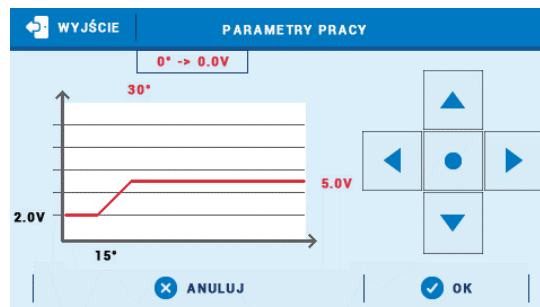 WYJŚCIE
PARAMETRY PRACY
0° -> 0.0V
30°
5.0V
2.0V
15°
ANULUJ
OK